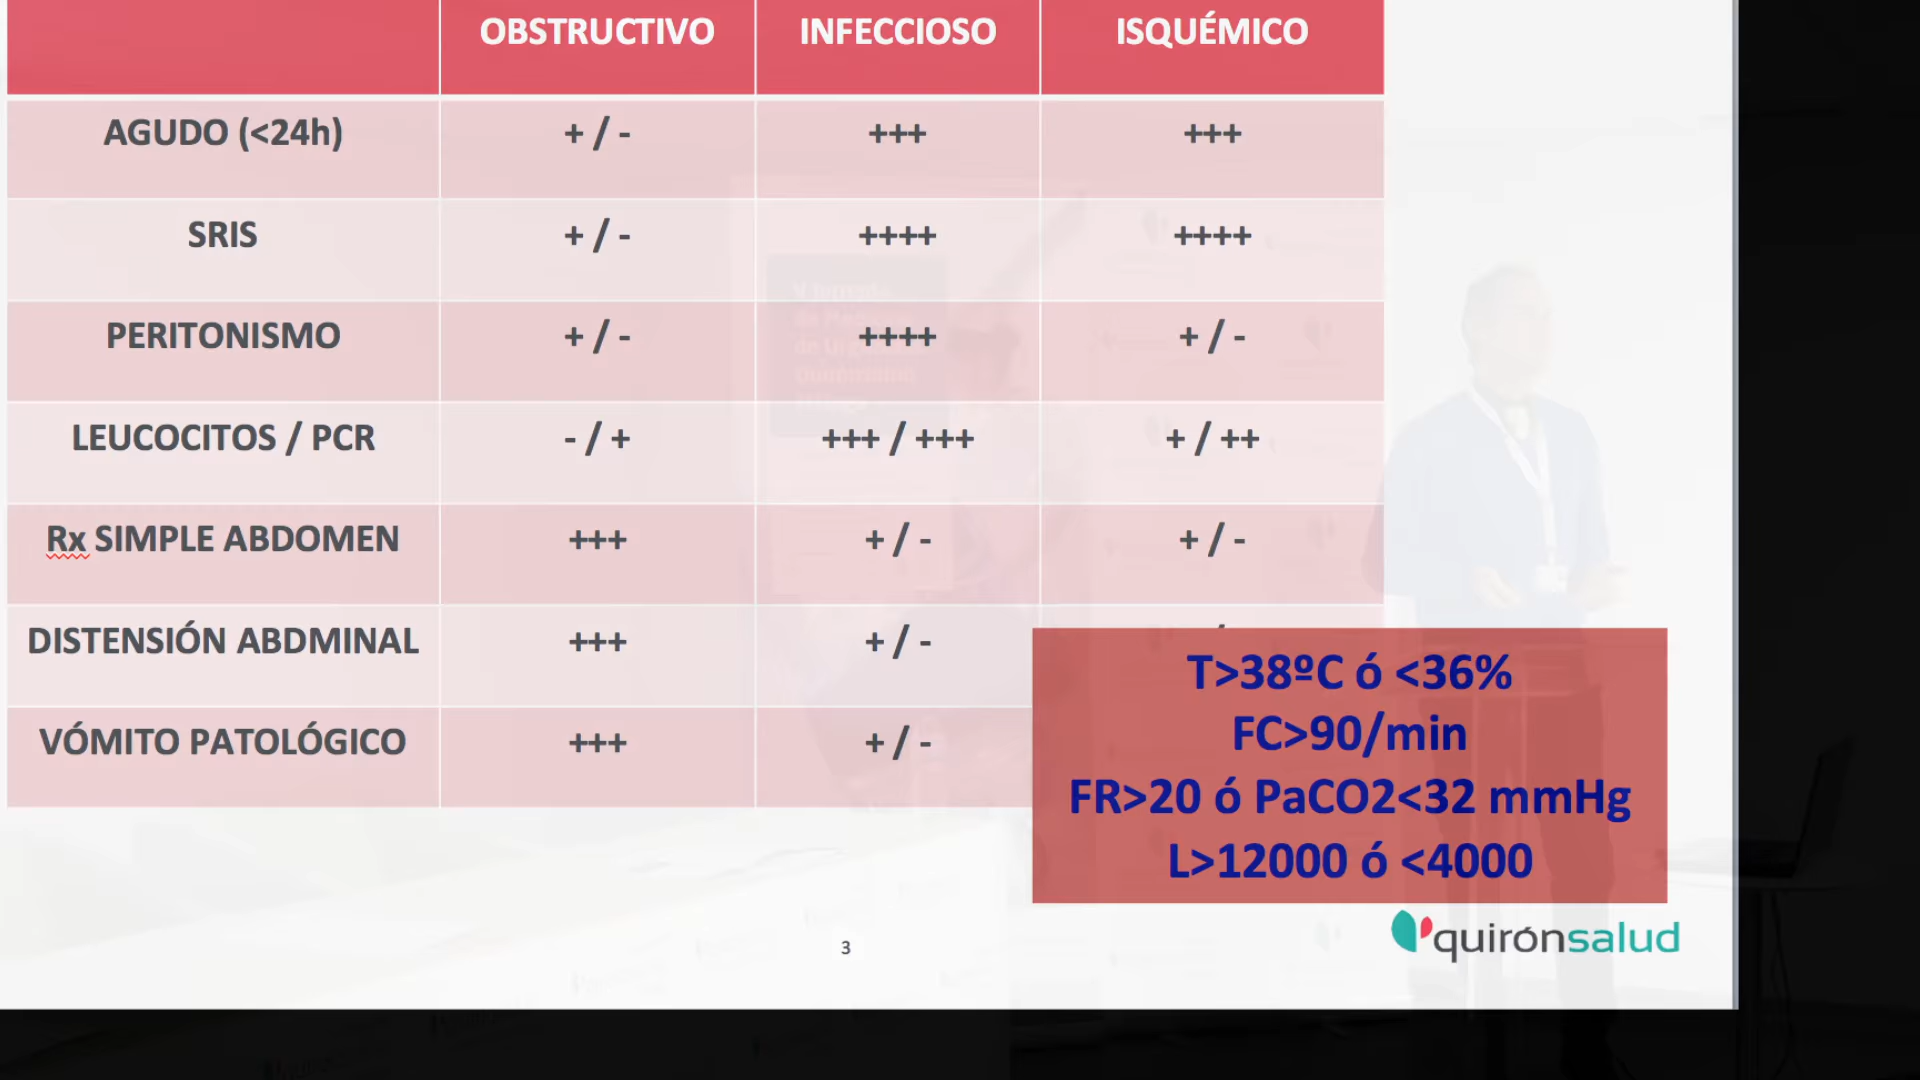 OBSTRUCTIVO INFECCIOSO ISQUÉMICO
AGUDO (<24h) + / - +++ +++
SRIS + / - ++++ ++++
PERITONISMO + / - ++++ + / -
LEUCOCITOS / PCR - / + +++ / +++ + / ++
Rx SIMPLE ABDOMEN +++ + / - + / -
DISTENSIÓN ABDMINAL +++ + / -
VÓMITO PATOLÓGICO +++ + / -
T>38ºC ó <36%
FC>90/min
FR>20 ó PaCO2<32 mmHg
L>12000 ó <4000
3
quirónsalud